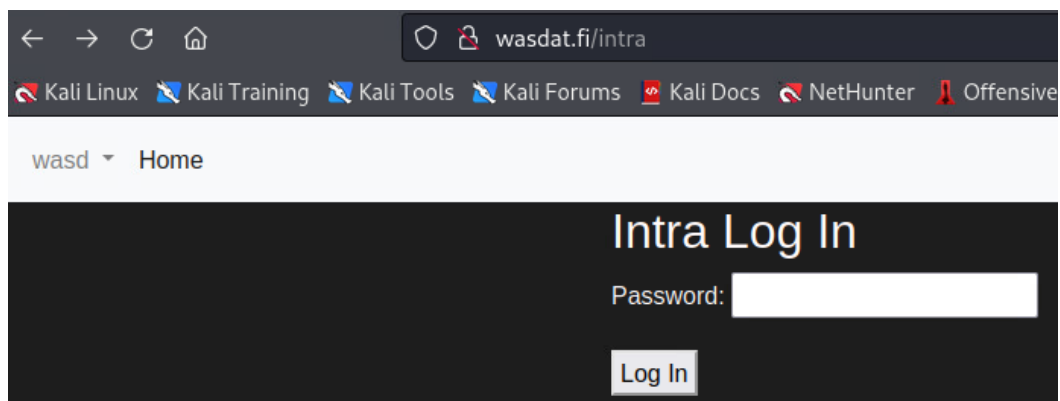 wasdat.fi/intra
Kali Linux Kali Training Kali Tools Kali Forums Kali Docs NetHunter Offensive
wasd Home
Intra Log In
Password:
Log In